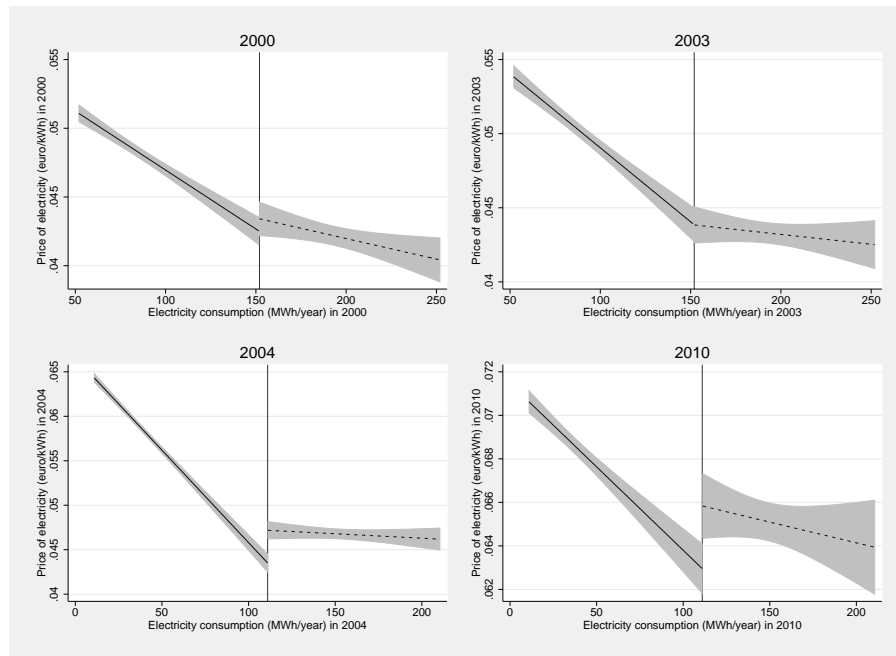 2000
Price of electricity (euro/kWh) in 2000
.055
.05
.045
.04
50 100 150 200 250
Electricity consumption (MWh/year) in 2000
2003
Price of electricity (euro/kWh) in 2003
.055
.05
.045
.04
50 100 150 200 250
Electricity consumption (MWh/year) in 2003
2004
Price of electricity (euro/kWh) in 2004
.065
.06
.055
.05
.045
.04
0 50 100 150 200
Electricity consumption (MWh/year) in 2004
2010
Price of electricity (euro/kWh) in 2010
.072
.07
.068
.066
.064
.062
0 50 100 150 200
Electricity consumption (MWh/year) in 2010